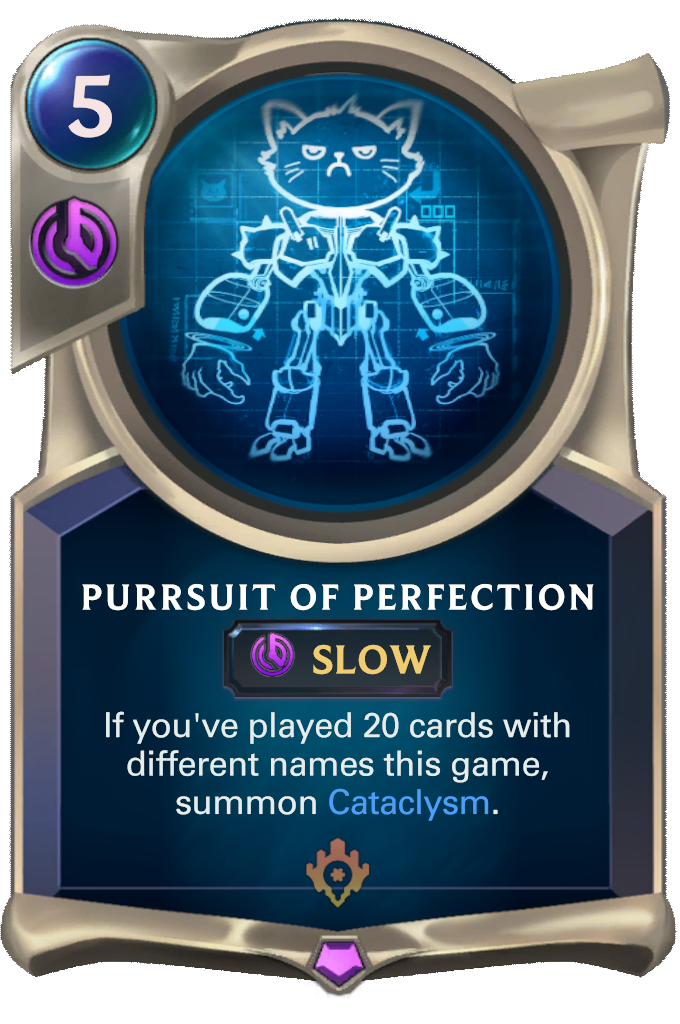 5
PURRSUIT OF PERFECTION
SLOW
If you've played 20 cards with
different names this game,
summon Cataclysm.